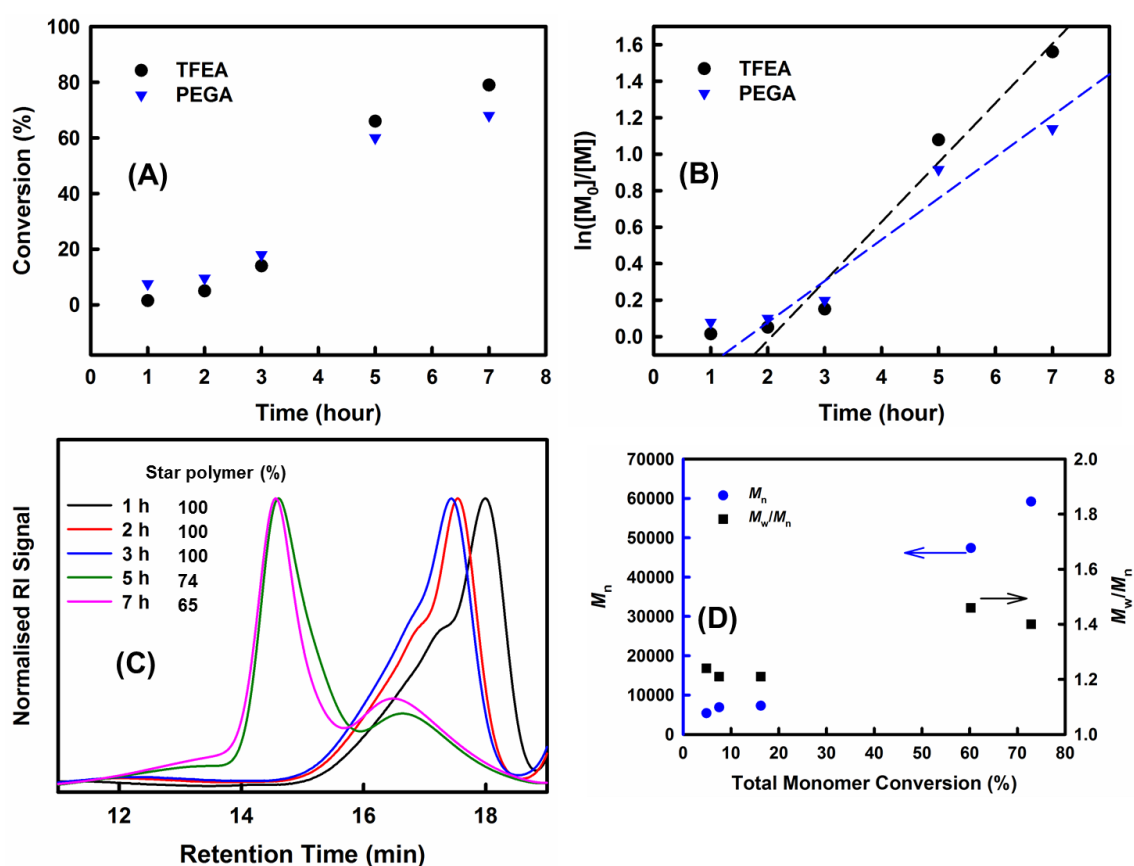 100
80
60
40
20
0
Conversion (%)
TFEA
PEGA
(A)
0 1 2 3 4 5 6 7 8
Time (hour)
1.6
1.4
1.2
1.0
0.8
0.6
0.4
0.2
0.0
ln([M0]/[M])
TFEA
PEGA
(B)
0 1 2 3 4 5 6 7 8
Time (hour)
Normalised RI Signal
Star polymer (%)
1 h 100
2 h 100
3 h 100
5 h 74
7 h 65
(C)
12 14 16 18
Retention Time (min)
70000
60000
50000
40000
30000
20000
10000
0
Mn
Mn
Mw/Mn
(D)
2.0
1.8
1.6
1.4
1.2
1.0
Mw/Mn
0 10 20 30 40 50 60 70 80
Total Monomer Conversion (%)